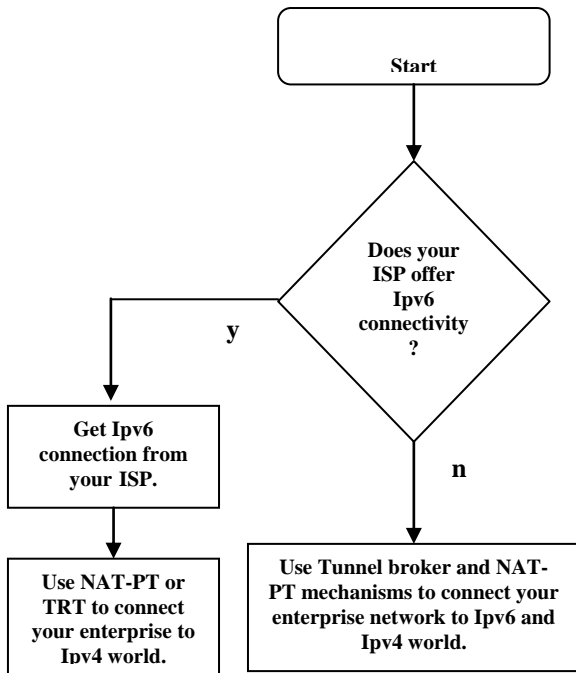 Start
Does your
ISP offer
Ipv6
connectivity
?
y
Get Ipv6
connection from
your ISP.
n
Use NAT-PT or
TRT to connect
your enterprise to
Ipv4 world.
Use Tunnel broker and NAT-
PT mechanisms to connect your
enterprise network to Ipv6 and
Ipv4 world.